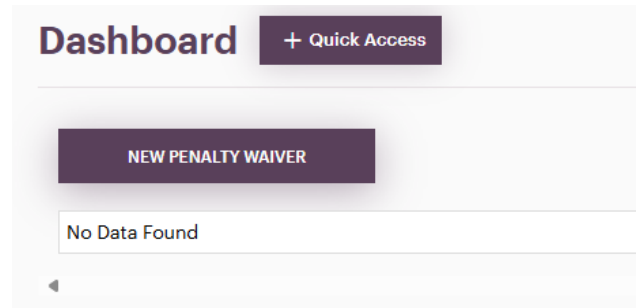 Dashboard + Quick Access
NEW PENALTY WAIVER
No Data Found